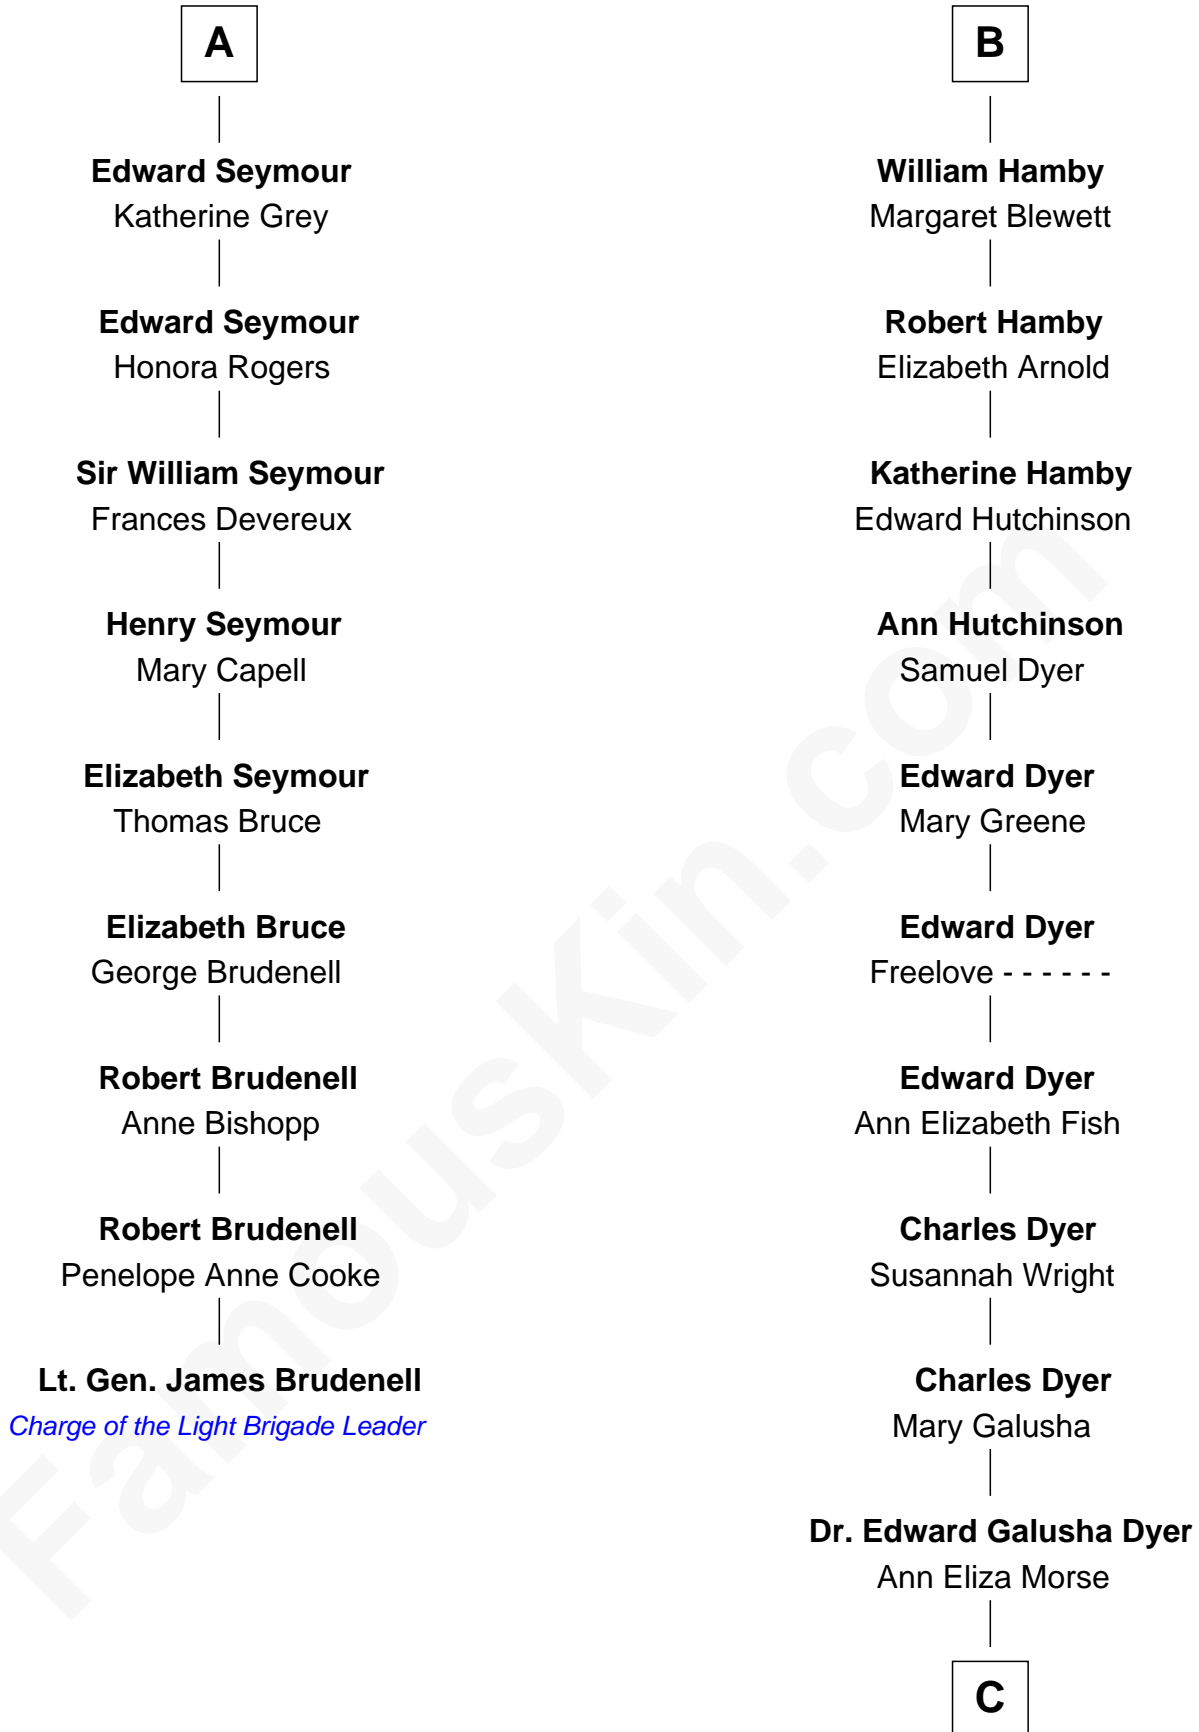 A
Edward Seymour
Katherine Grey
Edward Seymour
Honora Rogers
Sir William Seymour
Frances Devereux
Henry Seymour
Mary Capell
Elizabeth Seymour
Thomas Bruce
Elizabeth Bruce
George Brudenell
Robert Brudenell
Anne Bishopp
Robert Brudenell
Penelope Anne Cooke
Lt. Gen. James Brudenell
Charge of the Light Brigade Leader
B
William Hamby
Margaret Blewett
Robert Hamby
Elizabeth Arnold
Katherine Hamby
Edward Hutchinson
Ann Hutchinson
Samuel Dyer
Edward Dyer
Mary Greene
Edward Dyer
Freelove - - - - - -
Edward Dyer
Ann Elizabeth Fish
Charles Dyer
Susannah Wright
Charles Dyer
Mary Galusha
Dr. Edward Galusha Dyer
Ann Eliza Morse
C
FamousKin.com